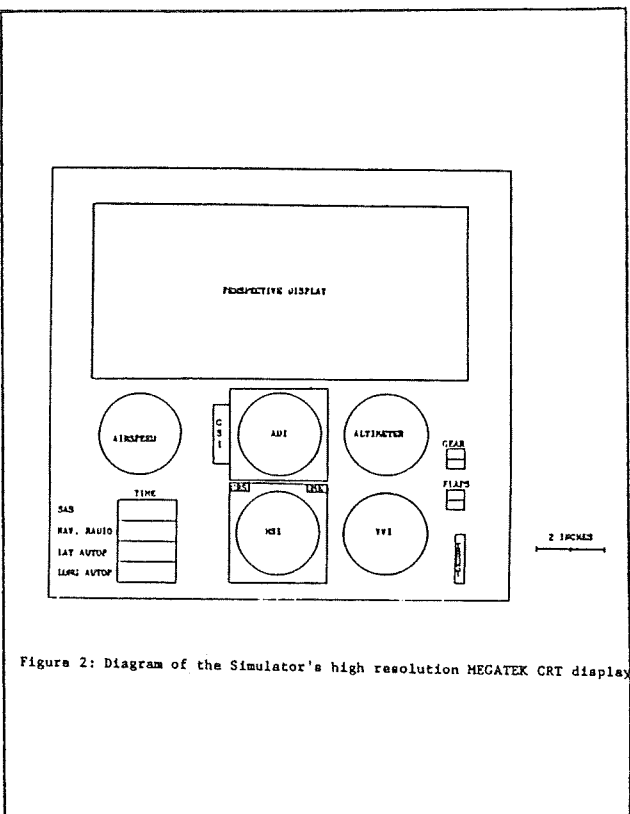 PERSPECTIVE DISPLAY
AIRSPEED
GSI
ADI
ALTIMETER
GEAR
FLAPS
TIME
SAS
NAV. RADIO
LAT AUTOP
LONG AUTOP
HSI
VVI
2 INCHES
Figure 2: Diagram of the Simulator's high resolution MEGATEK CRT display